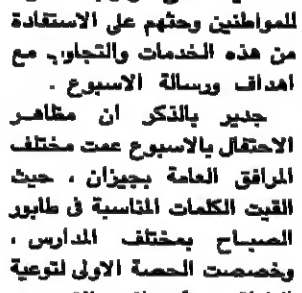 للمواطنين وحثهم على الاستفادة
من هذه الخدمات والتجاوب مع
اهداف ورسالة الاسبوع .
جدير بالذكر ان مظاهر
الاحتفال بالاسبوع عمت مختلف
المرافق العامة بجيزان ، حيث
القيت الكلمات المناسبة فى طابور
الصباح بمختلف المدارس ،
وخصصت الحصة الاولى لتوعية